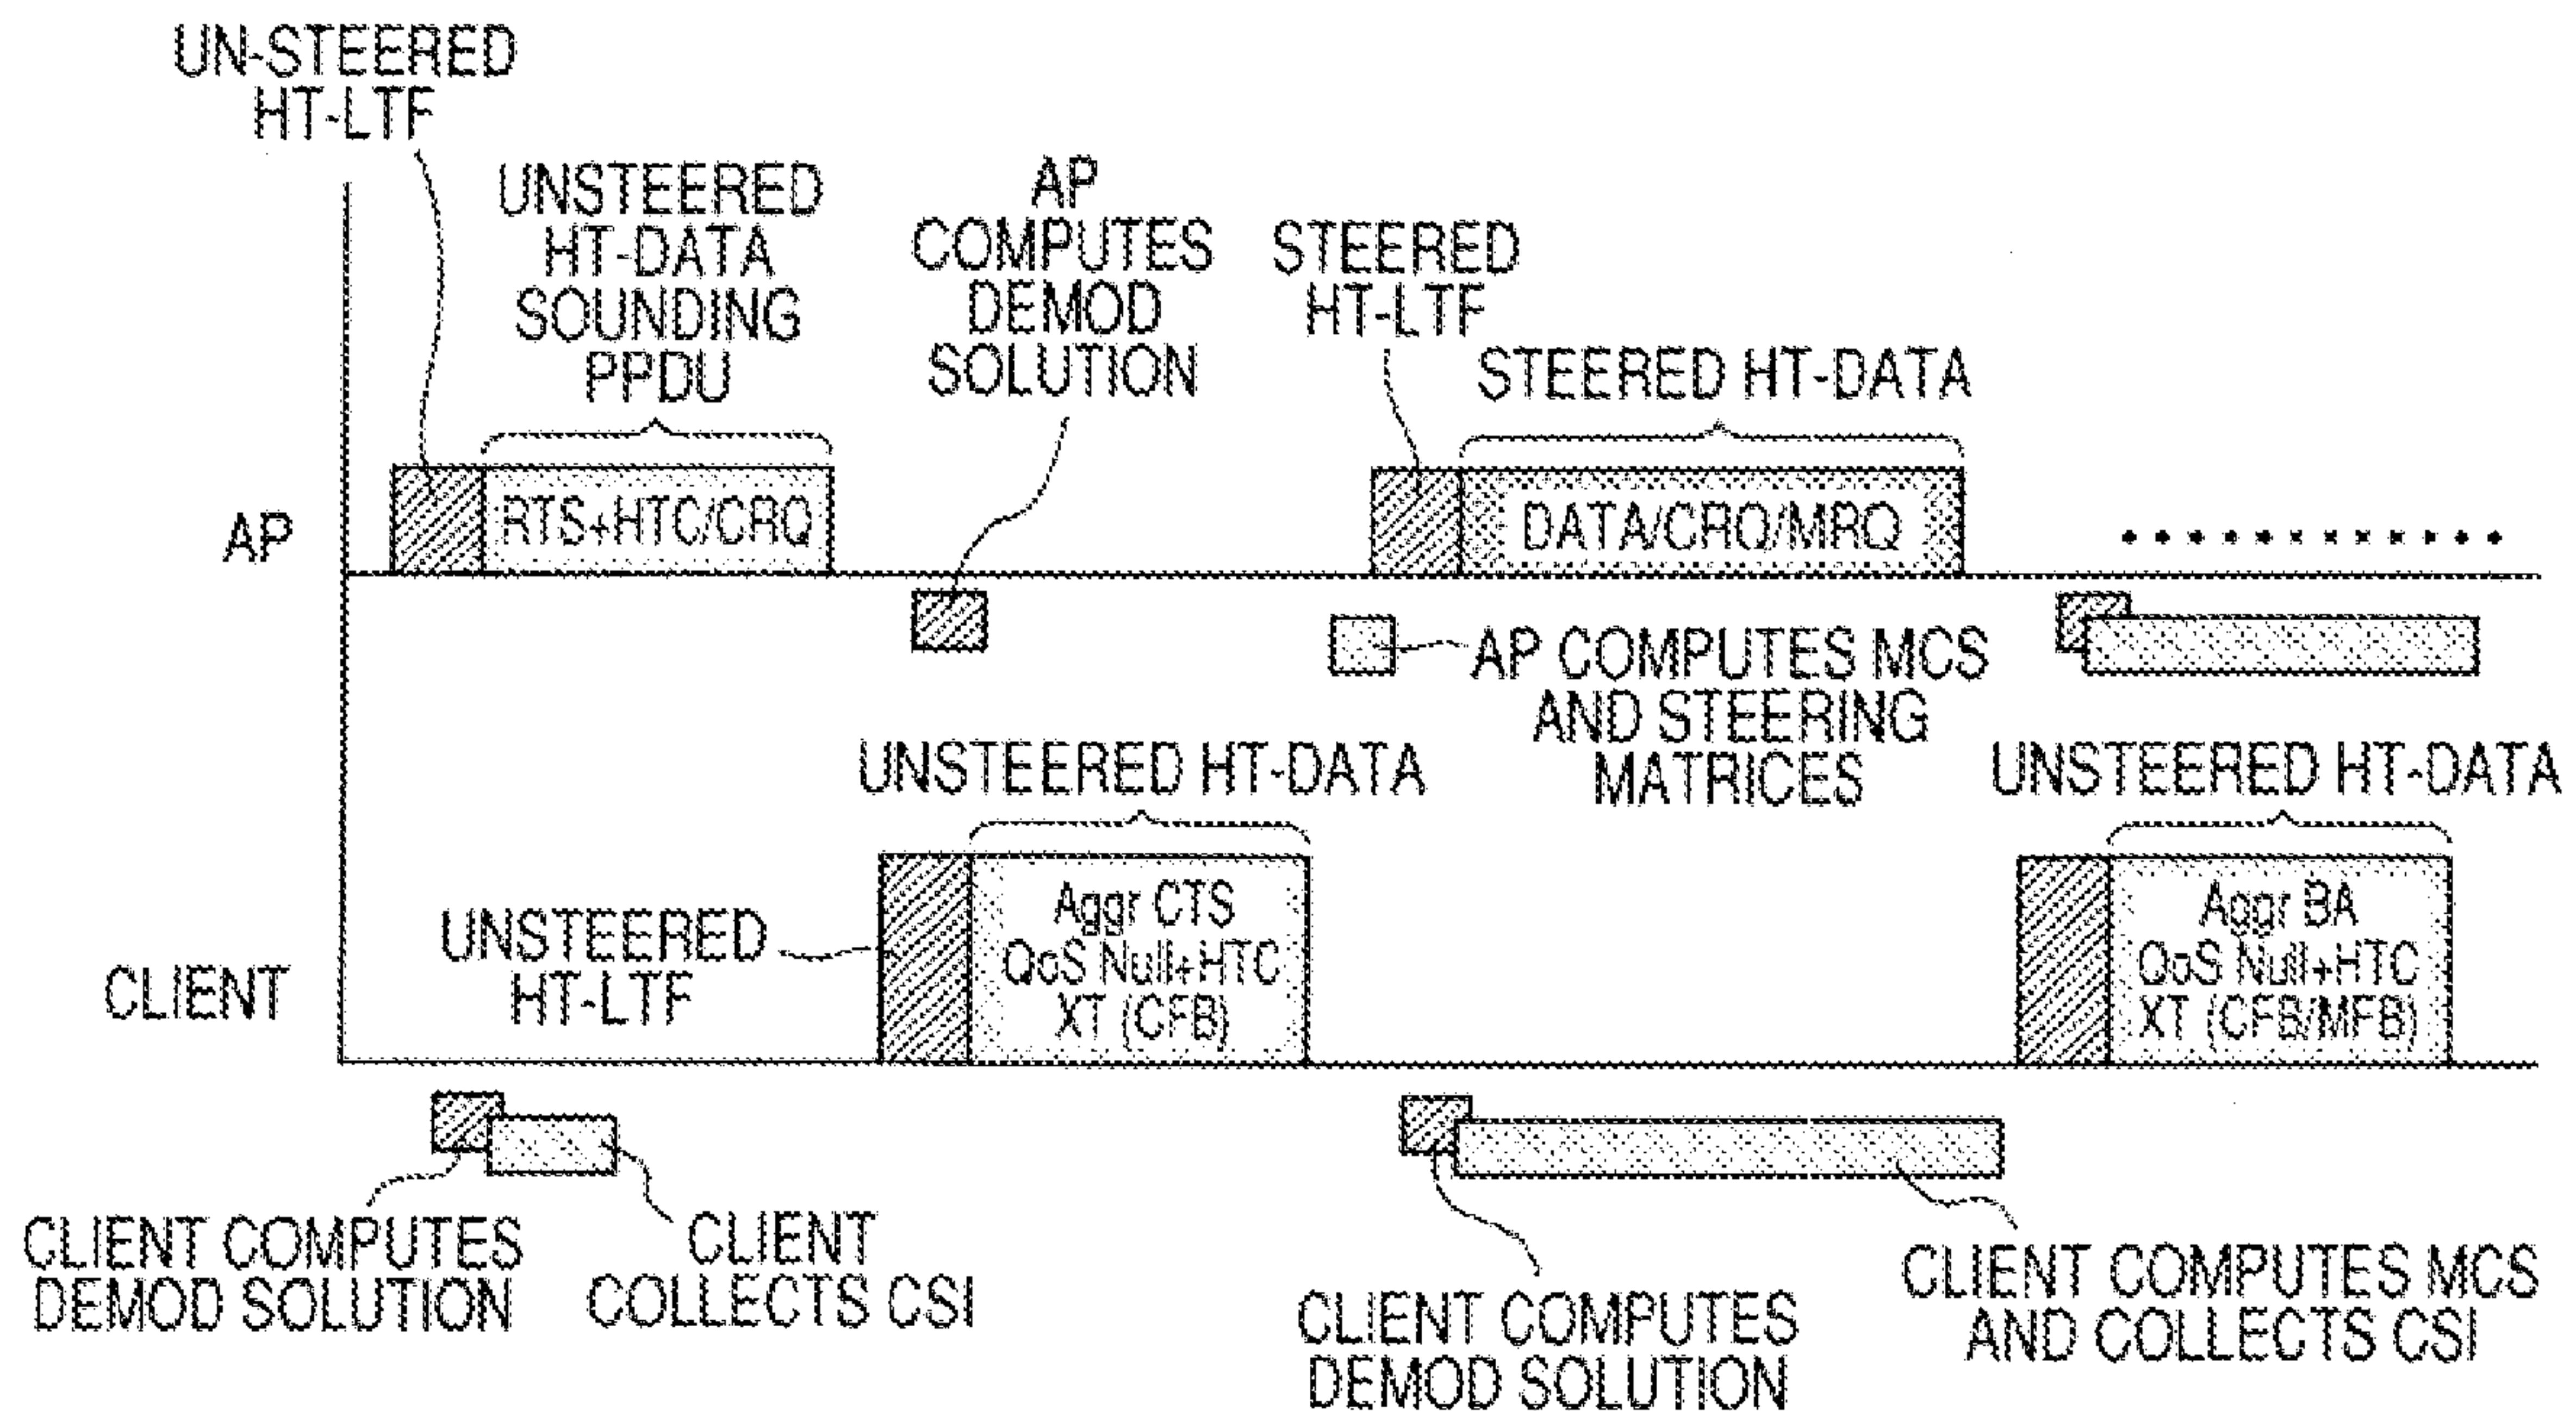 UN-STEERED
HT-LTF
UNSTEERED
HT-DATA
SOUNDING
PPDU
AP
COMPUTES
DEMOD
SOLUTION
STEERED
HT-LTF
STEERED HT-DATA
AP
RTS+HTC/CRQ
DATA/CRQ/MRQ
AP COMPUTES MCS
AND STEERING
MATRICES
UNSTEERED HT-DATA
UNSTEERED HT-DATA
CLIENT
UNSTEERED
HT-LTF
Aggr CTS
QoS Null+HTC
XT (CFB)
Aggr BA
QoS Null+HTC
XT (CFB/MFB)
CLIENT COMPUTES
DEMOD SOLUTION
CLIENT
COLLECTS CSI
CLIENT COMPUTES
DEMOD SOLUTION
CLIENT COMPUTES MCS
AND COLLECTS CSI